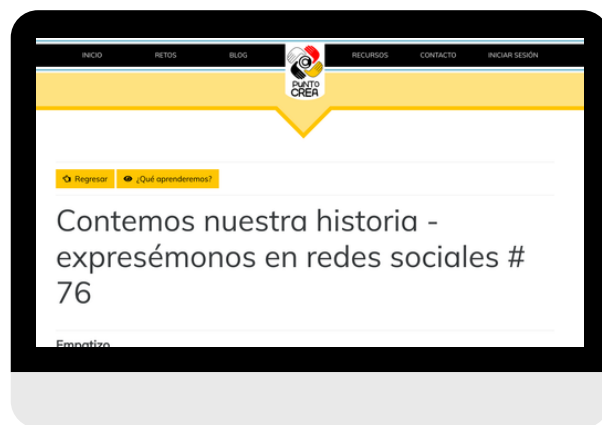 INICIO RETOS BLOG RECURSOS CONTACTO INICIAR SESIÓN
PUNTO
CREA
Regresar ¿Qué aprenderemos?
Contemos nuestra historia -
expresémonos en redes sociales #
76
Empatizo